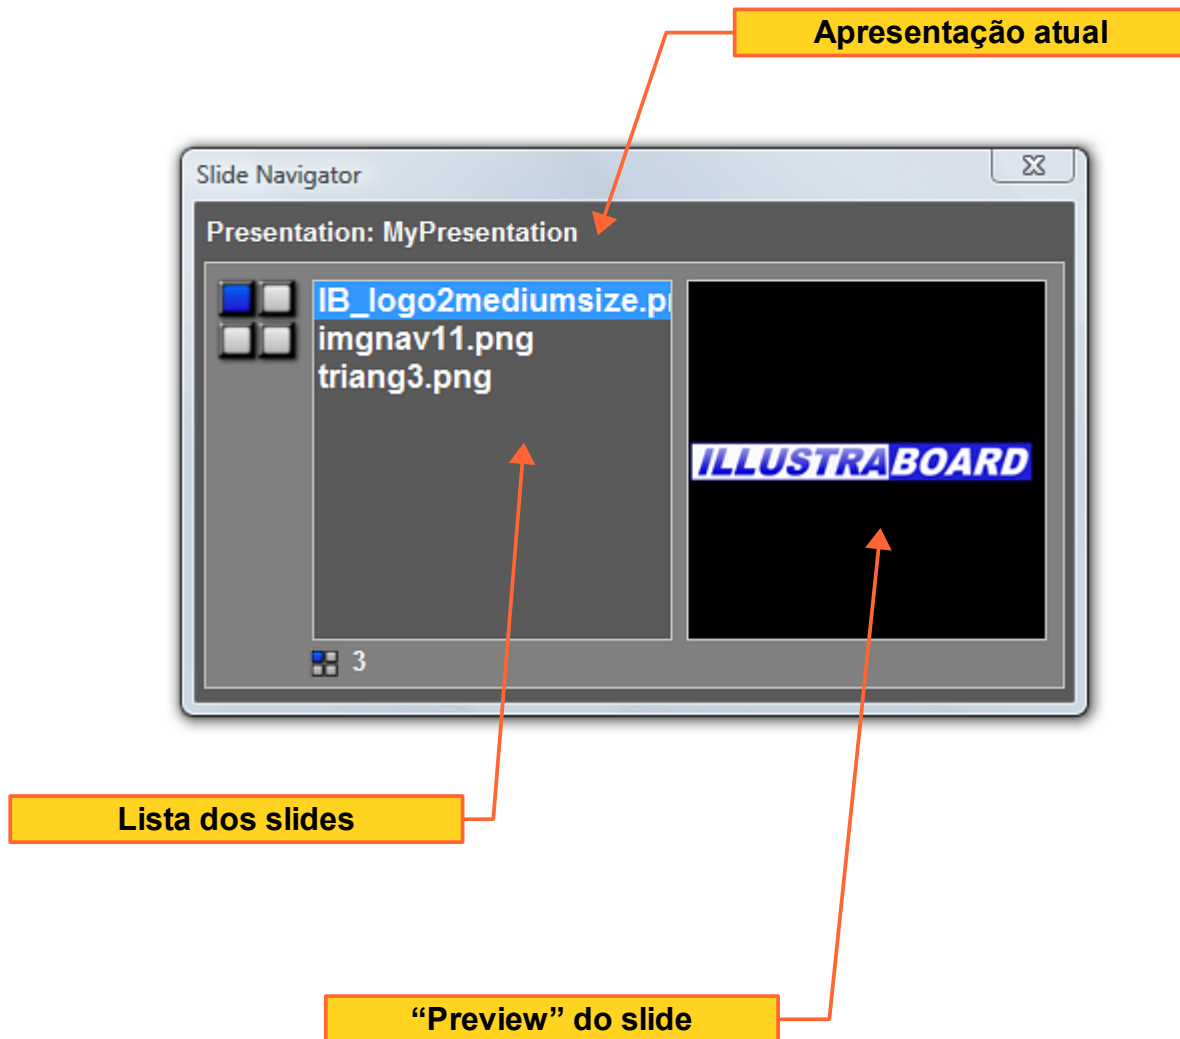 Apresentação atual
Slide Navigator
Presentation: MyPresentation
IB_logo2mediumsize.p
imgnav11.png
triang3.png
ILLUSTRABOARD
3
Lista dos slides
“Preview” do slide